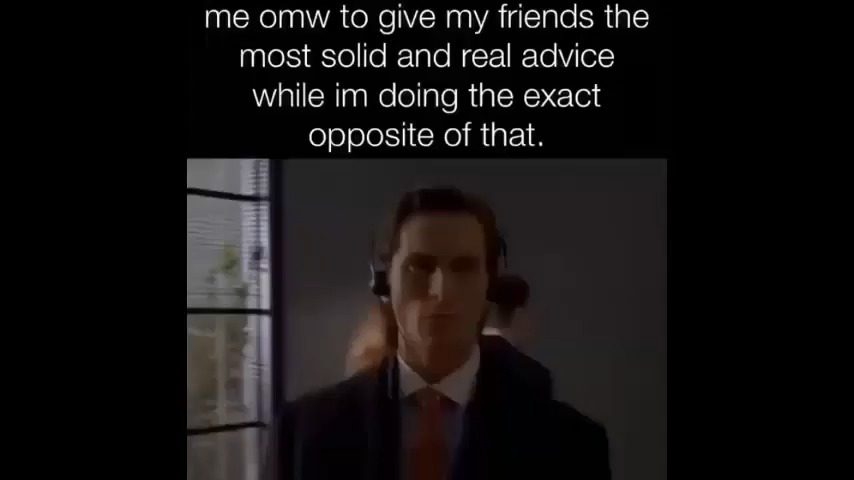 me omw to give my friends the
most solid and real advice
while im doing the exact
opposite of that.